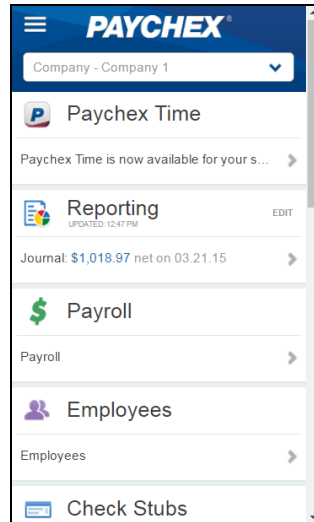 PAYCHEX®
Company - Company 1
P
Paychex Time
Paychex Time is now available for your s...
Reporting
EDIT
UPDATED: 12:47 PM
Journal: $1,018.97 net on 03.21.15
$
Payroll
Payroll
Employees
Employees
Check Stubs